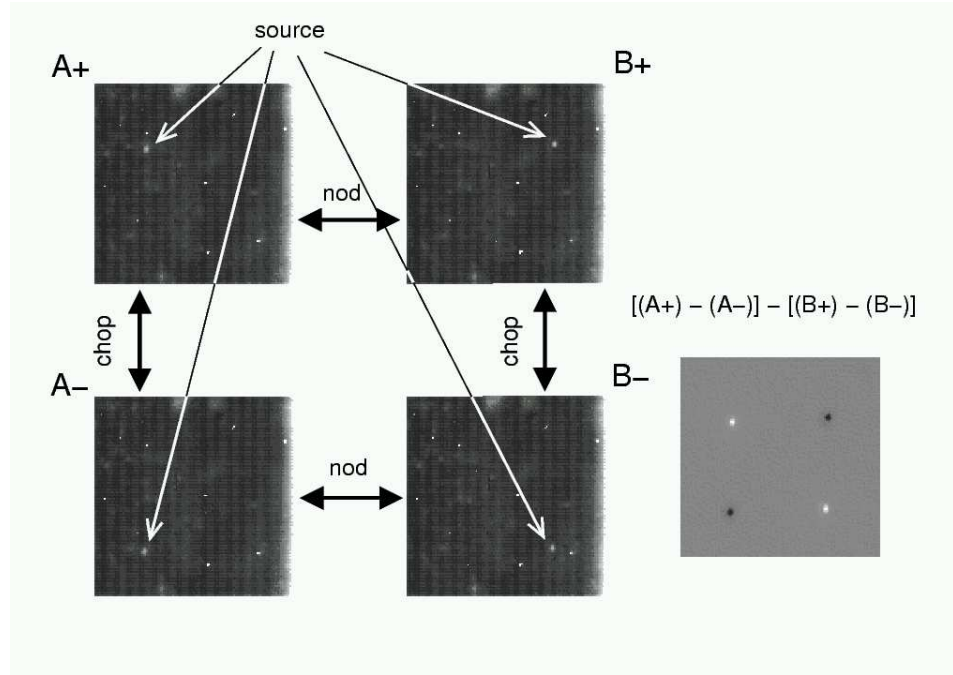 source
A+
B+
nod
chop
chop
[(A+) – (A–)] – [(B+) – (B–)]
A–
B–
nod